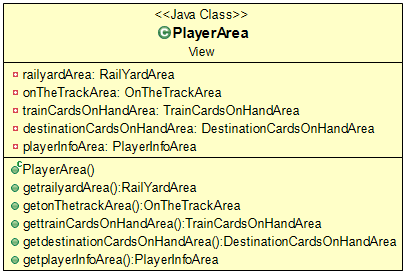 <<Java Class>>
PlayerArea
View
railyardArea: RailYardArea
onTheTrackArea: OnTheTrackArea
trainCardsOnHandArea: TrainCardsOnHandArea
destinationCardsOnHandArea: DestinationCardsOnHandArea
playerInfoArea: PlayerInfoArea
PlayerArea()
getrailyardArea():RailYardArea
getonThetrackArea():OnTheTrackArea
gettrainCardsOnHandArea():TrainCardsOnHandArea
getdestinationCardsOnHandArea():DestinationCardsOnHandArea
getplayerInfoArea():PlayerInfoArea